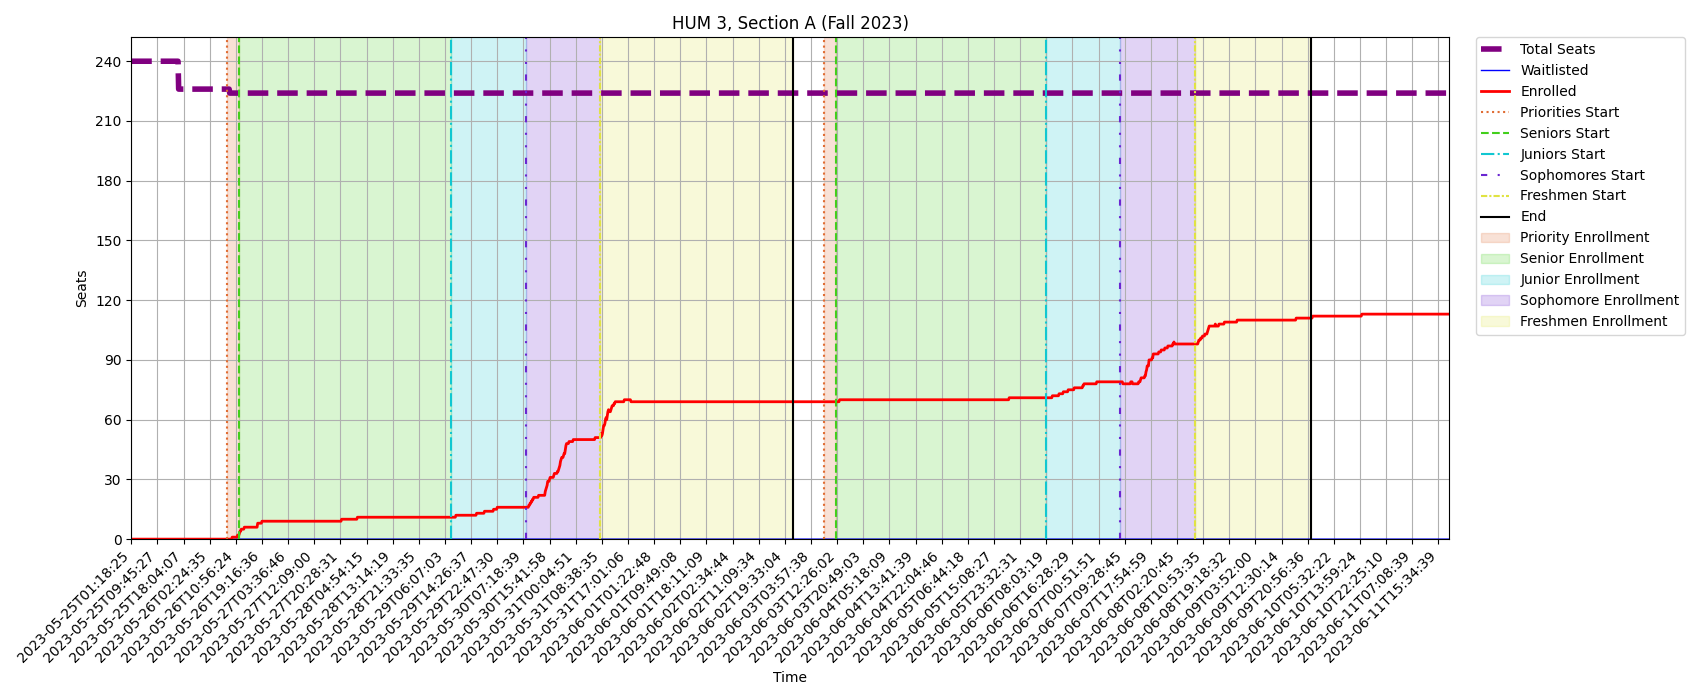 HUM 3, Section A (Fall 2023)
Seats
240
210
180
150
120
90
60
30
0
2023-05-25T01:18:25
2023-05-25T09:45:27
2023-05-25T18:04:07
2023-05-26T02:24:35
2023-05-26T10:56:24
2023-05-26T19:16:36
2023-05-27T03:36:46
2023-05-27T12:09:00
2023-05-27T20:28:31
2023-05-28T04:54:15
2023-05-28T13:14:19
2023-05-28T21:33:35
2023-05-29T06:07:03
2023-05-29T14:26:37
2023-05-29T22:47:30
2023-05-30T07:18:39
2023-05-30T15:41:58
2023-05-31T00:04:51
2023-05-31T08:38:35
2023-05-31T17:01:06
2023-06-01T01:22:48
2023-06-01T09:49:08
2023-06-01T18:11:09
2023-06-02T02:34:44
2023-06-02T11:09:34
2023-06-02T19:33:04
2023-06-03T03:57:38
2023-06-03T12:26:02
2023-06-03T20:49:03
2023-06-04T05:18:09
2023-06-04T13:41:39
2023-06-04T22:04:46
2023-06-05T06:44:18
2023-06-05T15:08:27
2023-06-05T23:32:31
2023-06-06T08:03:19
2023-06-06T16:28:29
2023-06-07T00:51:51
2023-06-07T09:28:45
2023-06-07T17:54:59
2023-06-08T02:20:45
2023-06-08T10:53:35
2023-06-08T19:18:32
2023-06-09T03:52:00
2023-06-09T12:30:14
2023-06-09T20:56:36
2023-06-10T05:32:22
2023-06-10T13:59:24
2023-06-10T22:25:10
2023-06-11T07:08:39
2023-06-11T15:34:39
Time
Total Seats
Waitlisted
Enrolled
Priorities Start
Seniors Start
Juniors Start
Sophomores Start
Freshmen Start
End
Priority Enrollment
Senior Enrollment
Junior Enrollment
Sophomore Enrollment
Freshmen Enrollment